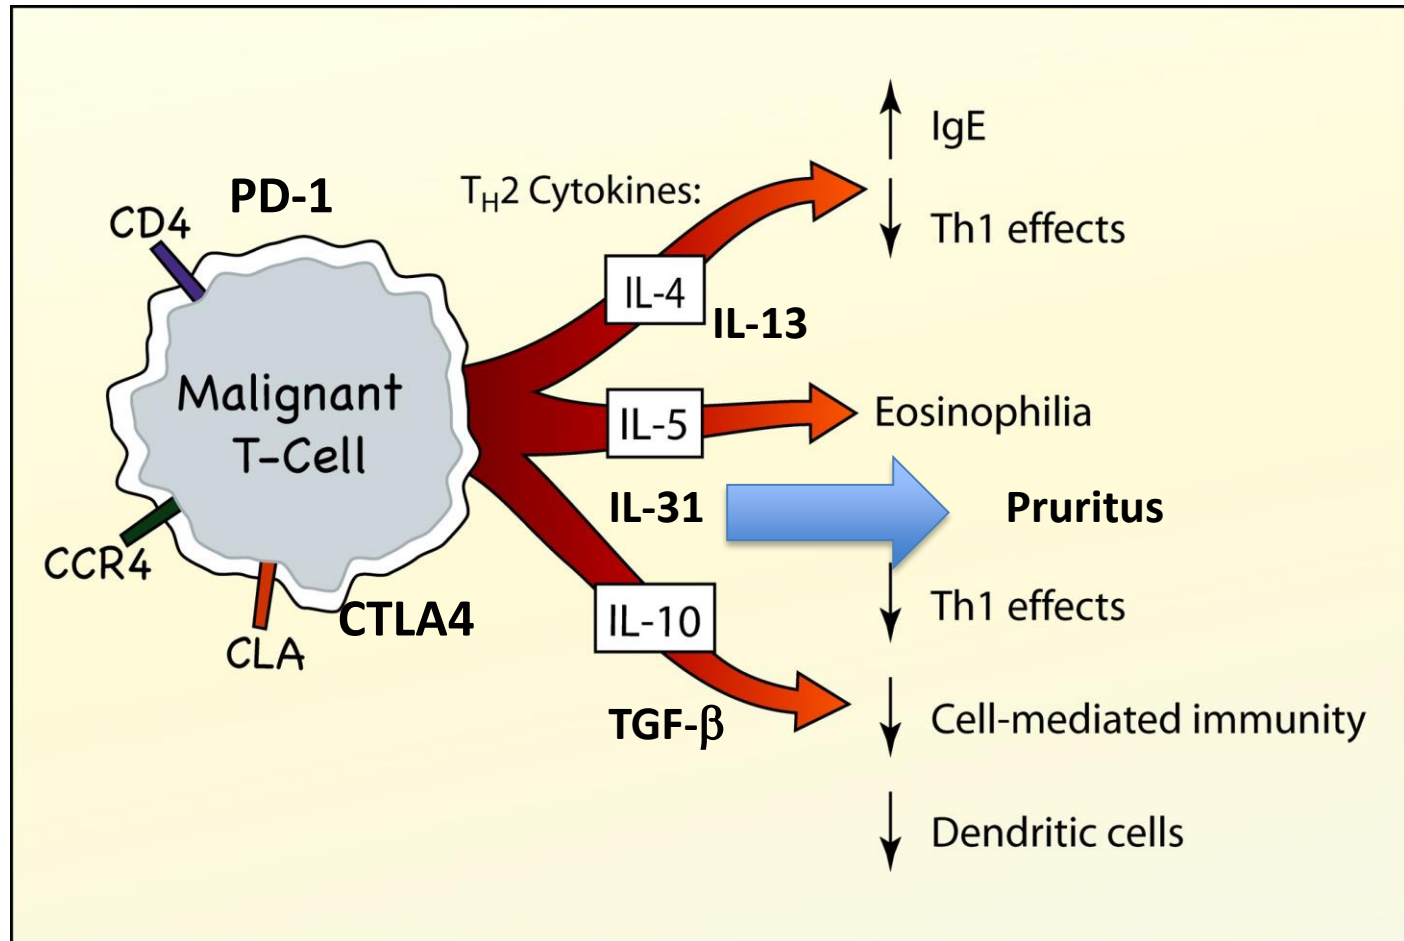 PD-1
CD4
Malignant
T-Cell
CCR4
CLA
CTLA4
TH2 Cytokines:
IL-4
IL-13
IL-5
IL-31
IL-10
TGF-β
IgE
Th1 effects
Eosinophilia
Pruritus
Th1 effects
Cell-mediated immunity
Dendritic cells